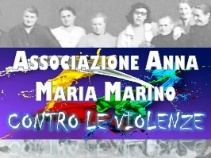 ASSOCIAZIONE ANNA
MARIA MARINO
CONTRO LE VIOLENZE